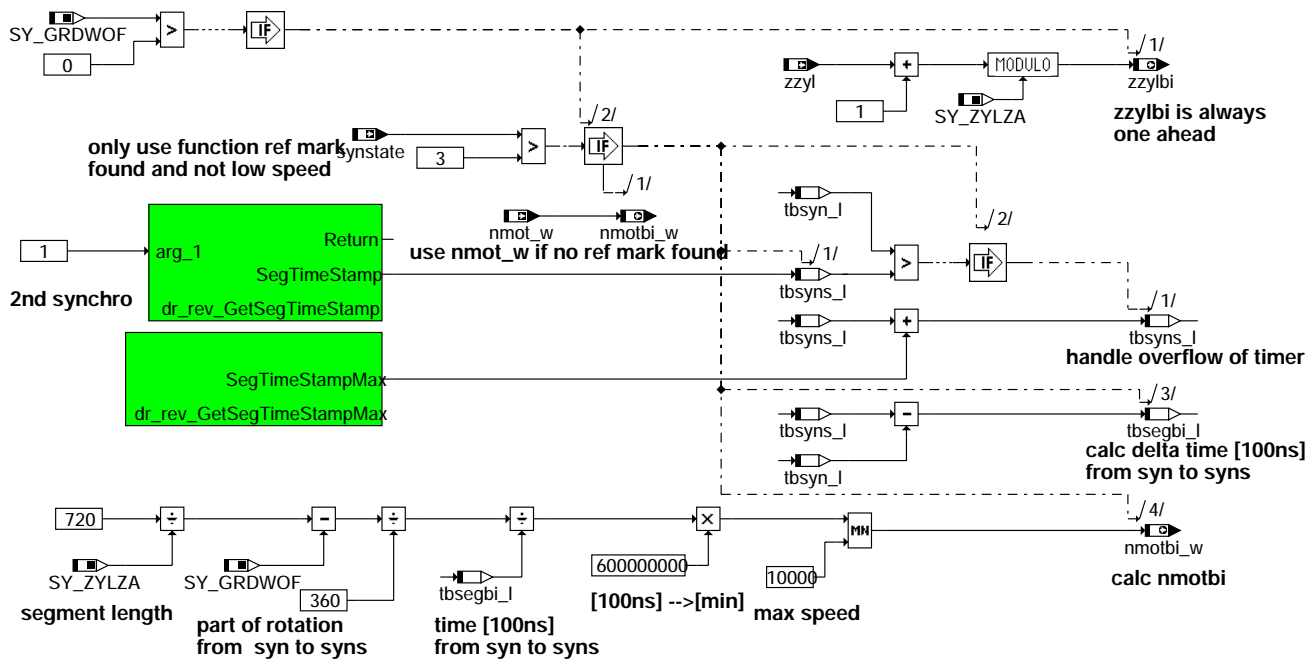 SY_GRDWOF
>
0
IF
/1/
zzyl
+
1
MODULO
SY_ZYLZA
zzylbi
zzylbi is always
one ahead
/2/
only use function ref mark
found and not low speed
synstate
3
>
IF
/1/
nmot_w
nmotbi_w
use nmot_w if no ref mark found
1
2nd synchro
arg_1
Return
SegTimeStamp
dr_rev_GetSegTimeStamp
SegTimeStampMax
dr_rev_GetSegTimeStampMax
tbsyn_l
/1/
tbsyns_l
>
/2/
IF
tbsyns_l
+
/1/
tbsyns_l
handle overflow of timer
tbsyns_l
-
tbsyn_l
/3/
tbsegbi_l
calc delta time [100ns]
from syn to syns
720
÷
SY_ZYLZA
segment length
-
SY_GRDWOF
÷
360
part of rotation
from syn to syns
÷
tbsegbi_l
time [100ns]
from syn to syns
×
600000000
[100ns] -->[min]
10000
MN
max speed
/4/
nmotbi_w
calc nmotbi